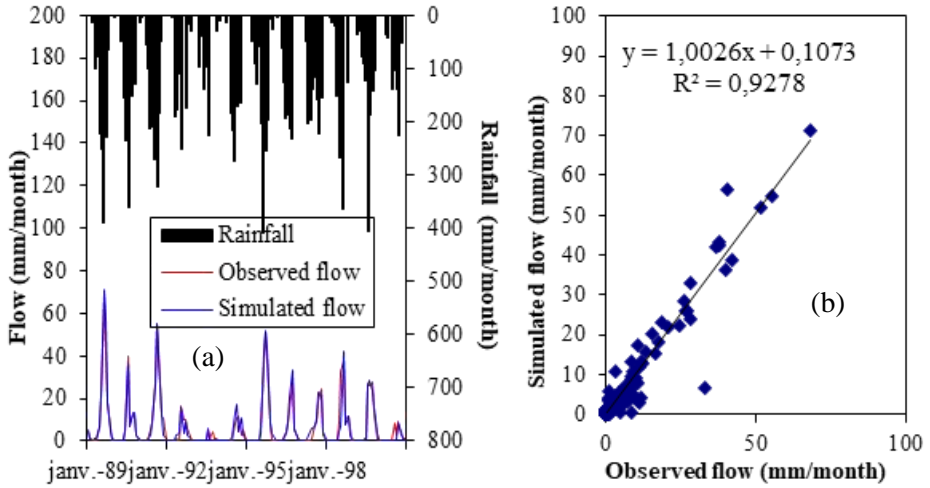 200
180
160
140
120
100
80
60
40
20
0
Flow (mm/month)
0
100
200
300
400
500
600
700
800
Rainfall (mm/month)
Rainfall
Observed flow
Simulated flow
(a)
janv.-89janv.-92janv.-95janv.-98
100
90
80
70
60
50
40
30
20
10
0
Simulated flow (mm/month)
y = 1,0026x + 0,1073
R² = 0,9278
(b)
0 50 100
Observed flow (mm/month)